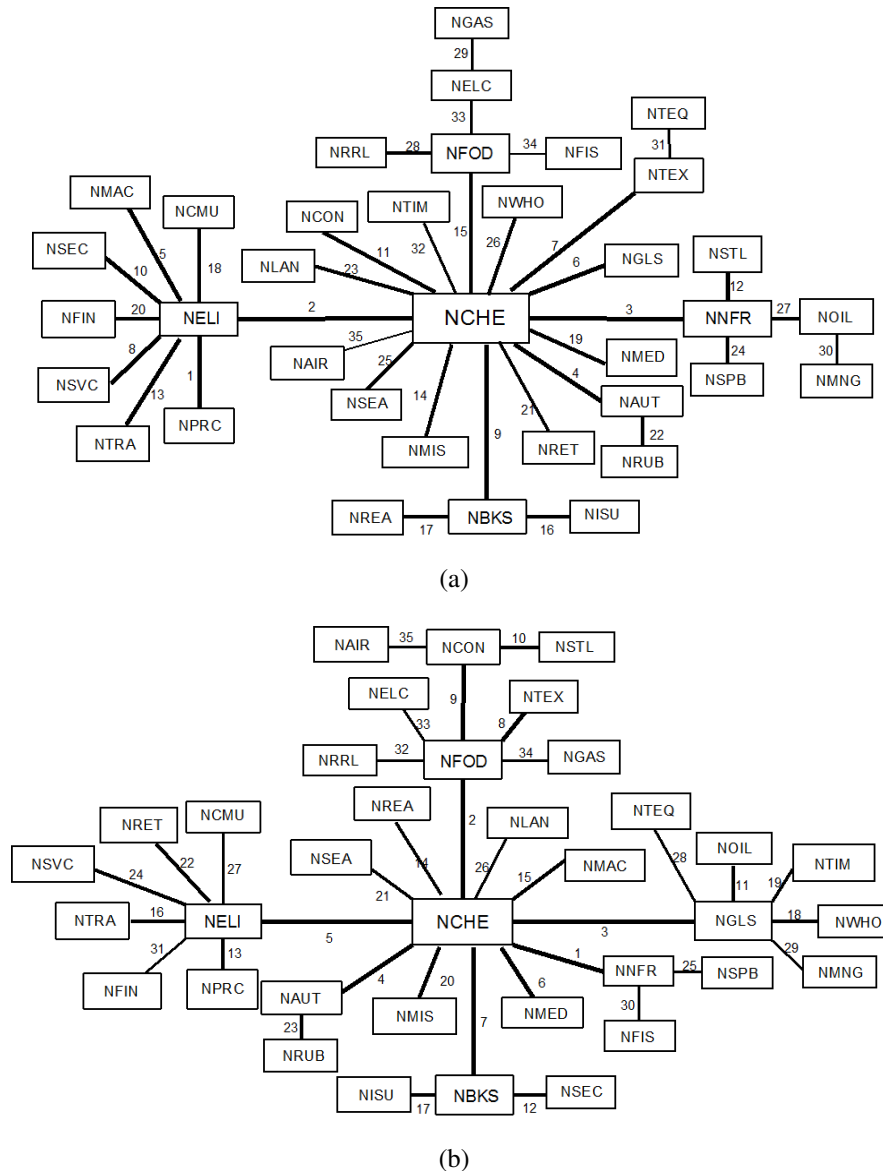 NGAS
29
NELC
33
NTEQ
31
NRRL 28 NFOD 34 NFIS
NTEX
NMAC
NCMU
NCON
NTIM
NWHO
5
11
32
15
26
7
NSEC
10
18
NLAN
23
6
NGLS
NSTL
12
NFIN 20 NELI 2 NCHE 3 NNFR 27 NOIL
8
1
35
NAIR
25
19
NMED
24
30
NSVC
13
NSEA
14
4
NAUT
NSPB
NMNG
NTRA
NPRC
NMIS
9
21
NRET
22
NRUB
NREA 17 NBKS 16 NISU
(a)
NAIR 35 NCON 10 NSTL
NELC
9
NTEX
33
8
NRRL 32 NFOD 34 NGAS
NREA
2
NLAN
NTEQ
NCMU
NRET
NSVC
24
22
27
NSEA
14
21
26
15
NMAC
28
NOIL
11
19
NTIM
NTRA 16 NELI 5 NCHE 3 NGLS 18 NWHO
31
13
NFIN
NPRC
29
NMNG
4
20
6
1
NNFR 25 NSPB
NAUT
23
NRUB
NMIS
7
NMED
30
NFIS
NISU 17 NBKS 12 NSEC
(b)